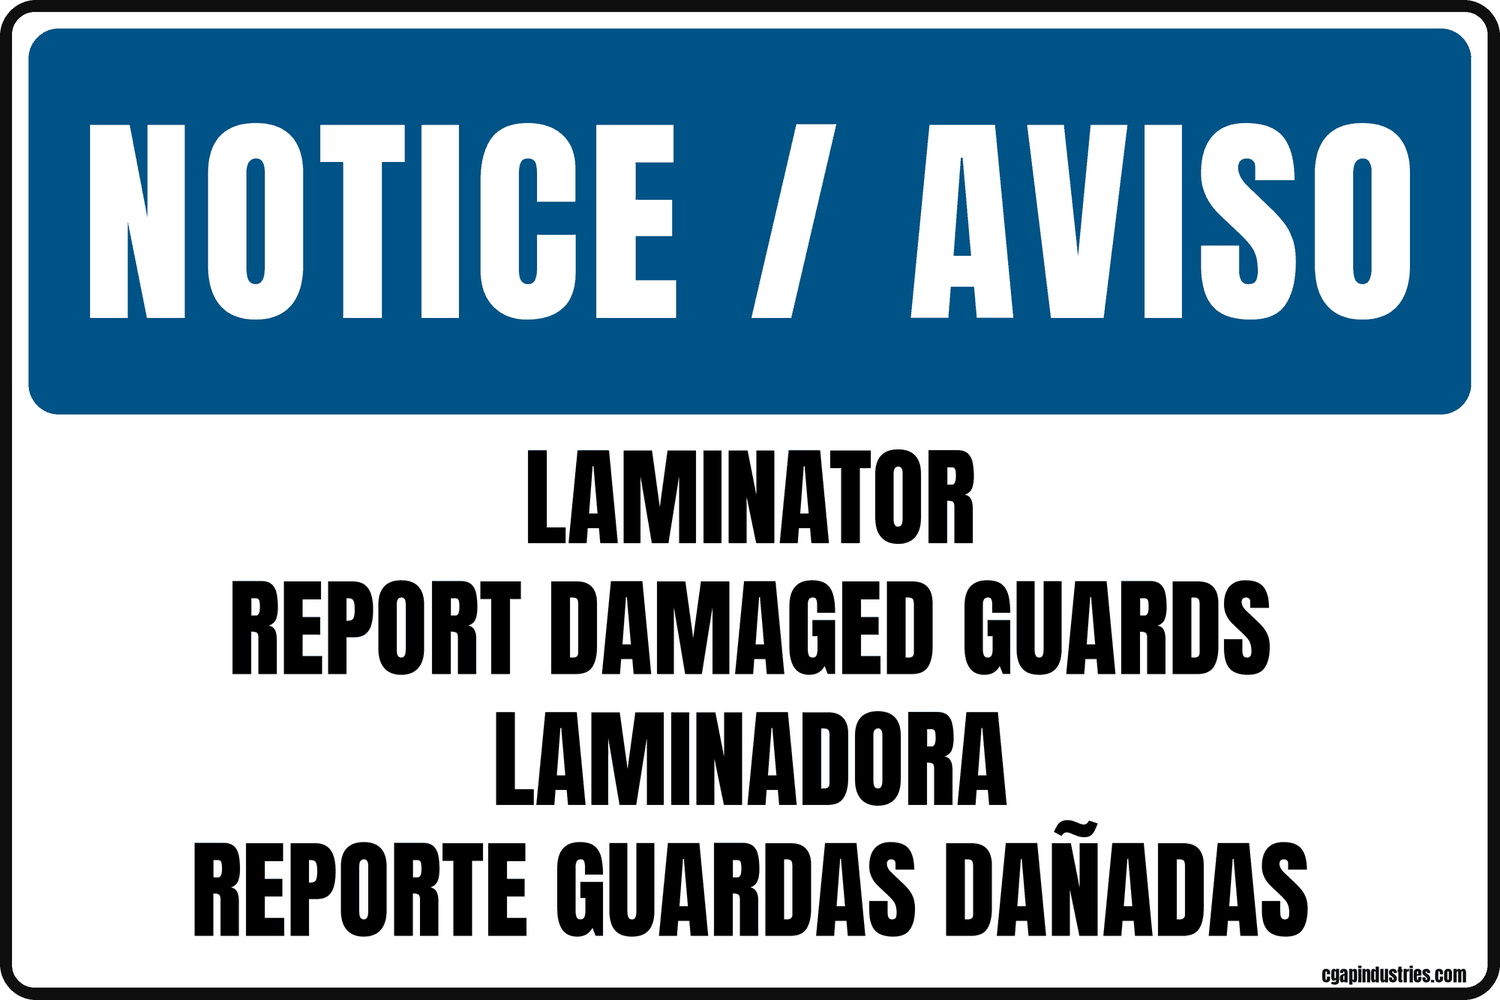 NOTICE / AVISO
LAMINATOR
REPORT DAMAGED GUARDS
LAMINADORA
REPORTE GUARDAS DAÑADAS
cgapindustries.com